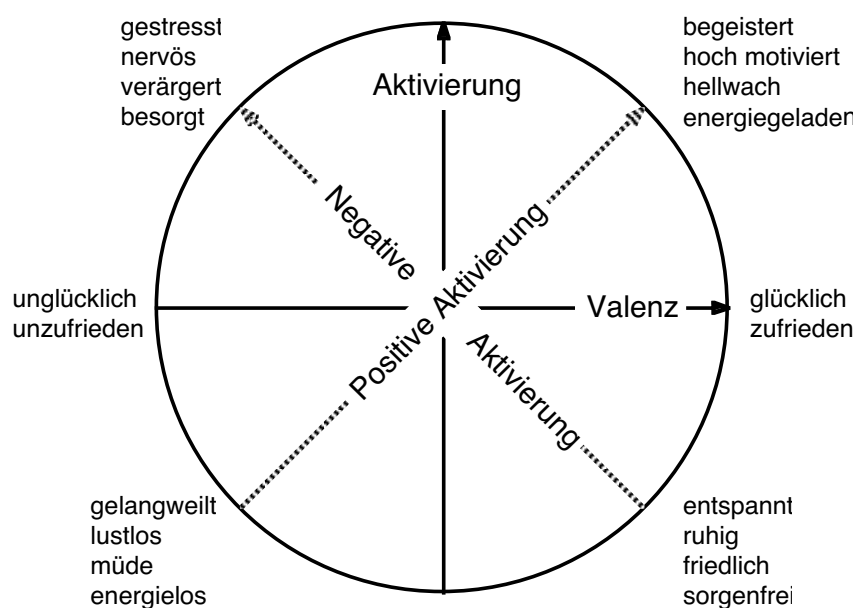 gestresst
nervös
verärgert
besorgt
begeistert
hoch motiviert
hellwach
energiegeladen
Aktivierung
Negative
Positive Aktivierung
unglücklich
unzufrieden
Valenz
glücklich
zufrieden
Aktivierung
gelangweilt
lustlos
müde
energielos
entspannt
ruhig
friedlich
sorgenfrei